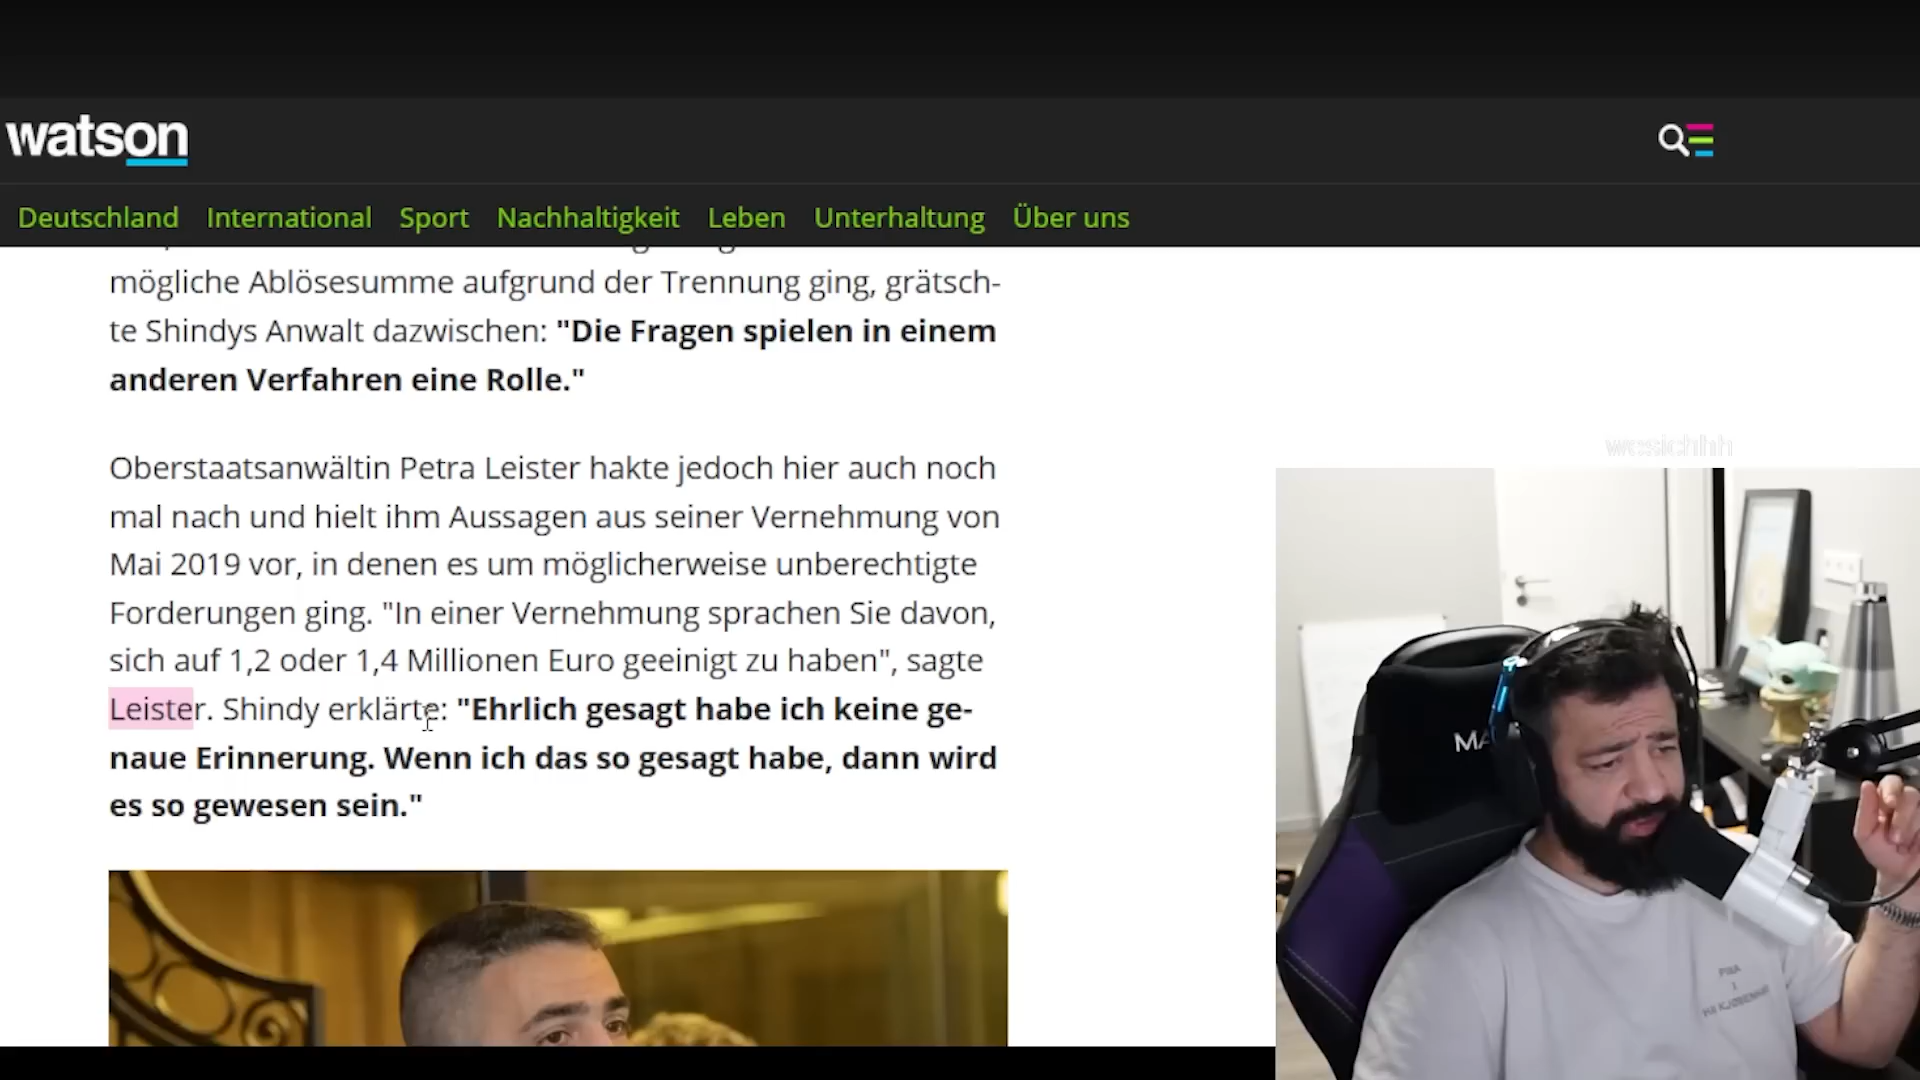 watson
Deutschland International Sport Nachhaltigkeit Leben Unterhaltung Über uns
mögliche Ablösesumme aufgrund der Trennung ging, grätsch-
te Shindys Anwalt dazwischen: "Die Fragen spielen in einem
anderen Verfahren eine Rolle."
Oberstaatsanwältin Petra Leister hakte jedoch hier auch noch
mal nach und hielt ihm Aussagen aus seiner Vernehmung von
Mai 2019 vor, in denen es um möglicherweise unberechtigte
Forderungen ging. "In einer Vernehmung sprachen Sie davon,
sich auf 1,2 oder 1,4 Millionen Euro geeinigt zu haben", sagte
Leister. Shindy erklärte: "Ehrlich gesagt habe ich keine ge-
naue Erinnerung. Wenn ich das so gesagt habe, dann wird
es so gewesen sein."
MA